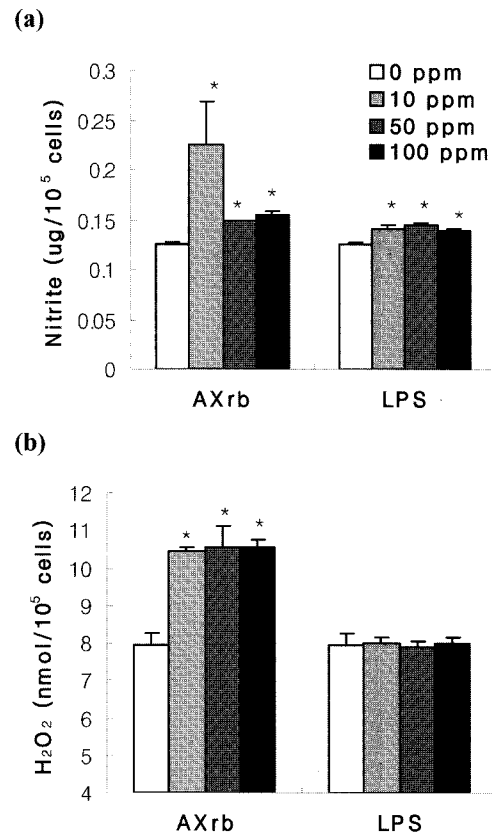 (a)
0.3
0.25
0.2
0.15
0.1
0.05
0
Nitrite (ug/10⁵ cells)
* * *
* * *
0 ppm
10 ppm
50 ppm
100 ppm
AXrb
LPS
(b)
12
11
10
9
8
7
6
5
4
H₂O₂ (nmol/10⁵ cells)
* * *
AXrb
LPS